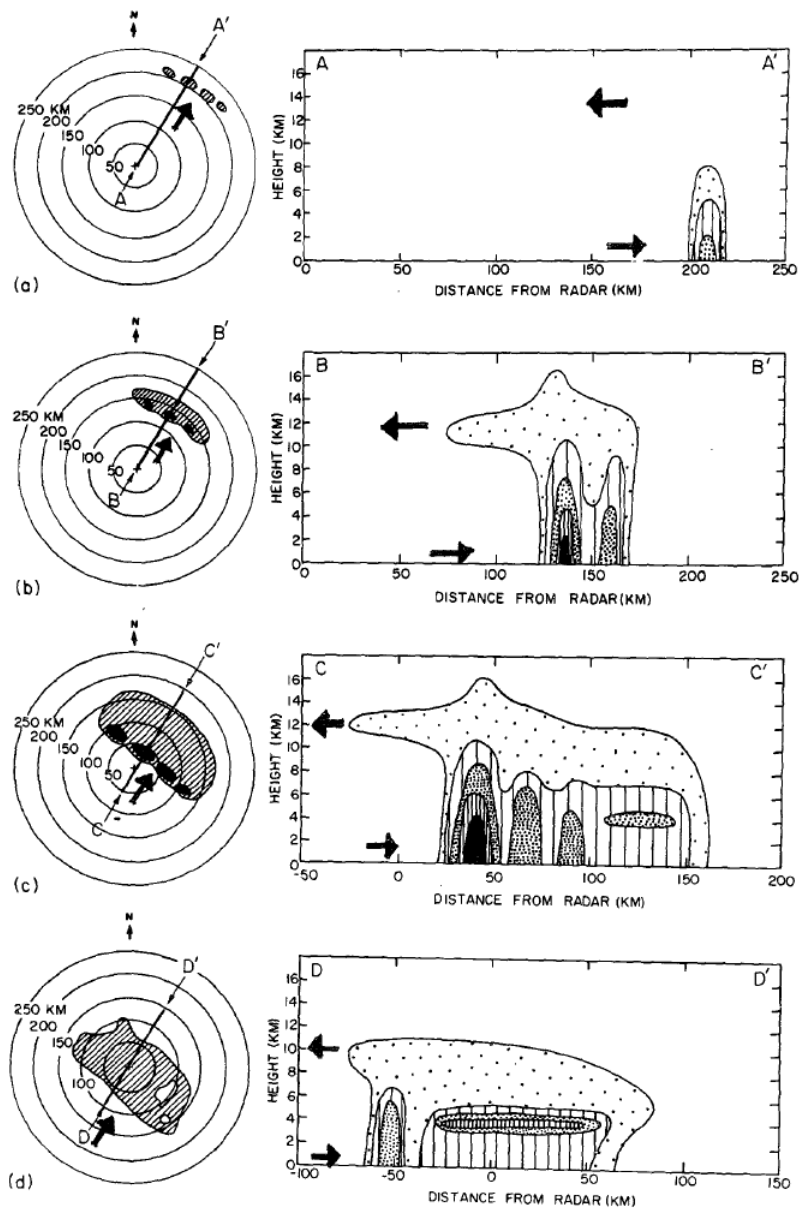 N
A'
250 KM
200
150
100
50
A
(a)
A A'
HEIGHT (KM)
16
14
12
10
8
6
4
2
0
0 50 100 150 200 250
DISTANCE FROM RADAR (KM)
N
B'
250 KM
200
150
100
50
B
(b)
B B'
HEIGHT (KM)
16
14
12
10
8
6
4
2
0
0 50 100 150 200 250
DISTANCE FROM RADAR (KM)
N
C'
250 KM
200
150
100
50
C
(c)
C C'
HEIGHT (KM)
16
14
12
10
8
6
4
2
0
-50 0 50 100 150 200
DISTANCE FROM RADAR (KM)
N
D'
250 KM
200
150
100
D
(d)
D D'
HEIGHT (KM)
16
14
12
10
8
6
4
2
0
-100 -50 0 50 100 150
DISTANCE FROM RADAR (KM)